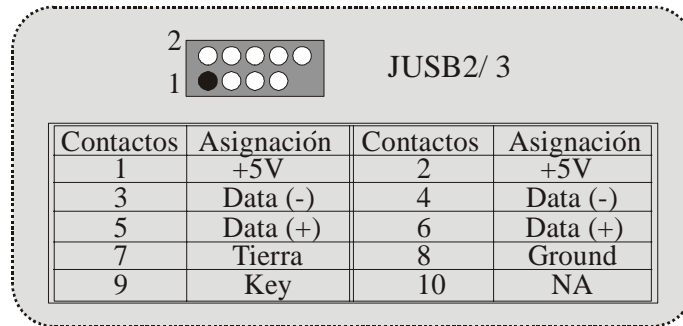 2
1
JUSB2/ 3
Contactos Asignación Contactos Asignación
1 +5V 2 +5V
3 Data (-) 4 Data (-)
5 Data (+) 6 Data (+)
7 Tierra 8 Ground
9 Key 10 NA